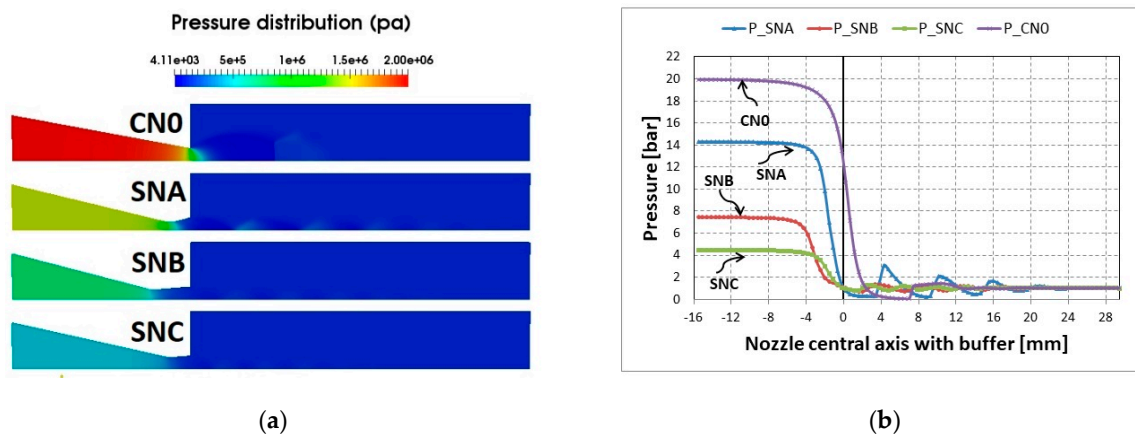 Pressure distribution (pa)
4.11e+03 5e+5 1e+6 1.5e+6 2.00e+06
CN0
SNA
SNB
SNC
(a)
P_SNA P_SNB P_SNC P_CN0
Pressure [bar]
22
20
18
16
14
12
10
8
6
4
2
0
CN0
SNA
SNB
SNC
-16 -12 -8 -4 0 4 8 12 16 20 24 28
Nozzle central axis with buffer [mm]
(b)